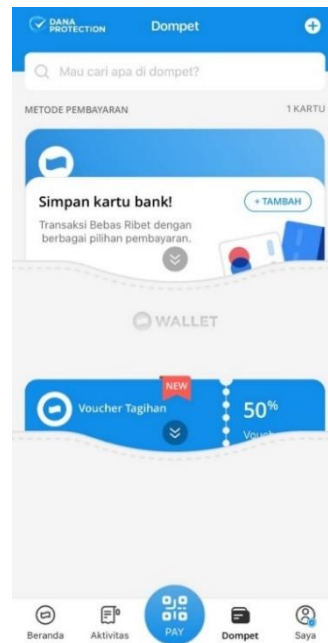 DANA PROTECTION
Dompet
Mau cari apa di dompet?
METODE PEMBAYARAN
1 KARTU
Simpan kartu bank!
+ TAMBAH
Transaksi Bebas Ribet dengan
berbagai pilihan pembayaran.
WALLET
NEW
Voucher Tagihan
50%
Beranda
Aktivitas
PAY
Dompet
Saya